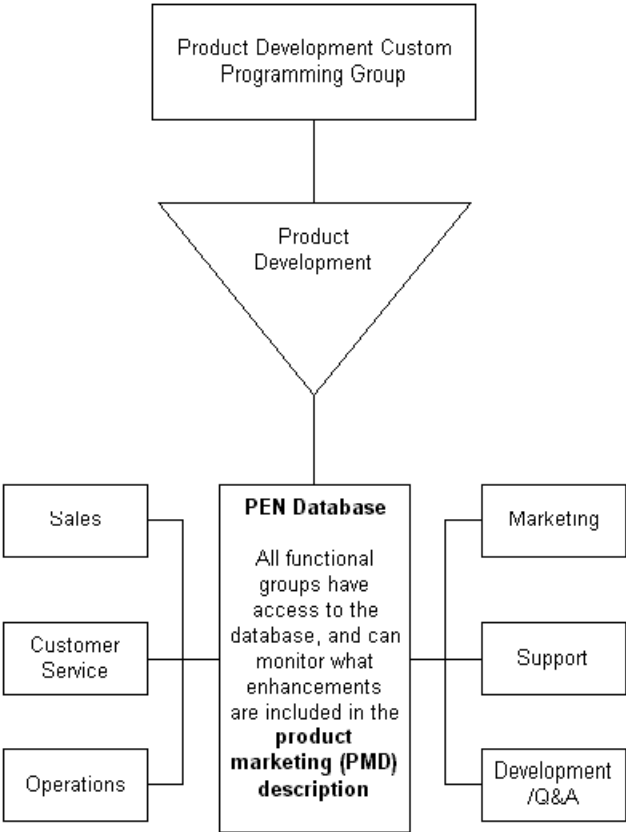 Product Development Custom
Programming Group
Product
Development
Sales
Customer
Service
Operations
PEN Database
All functional
groups have
access to the
database, and can
monitor what
enhancements
are included in the
product
marketing (PMD)
description
Marketing
Support
Development
/Q&A